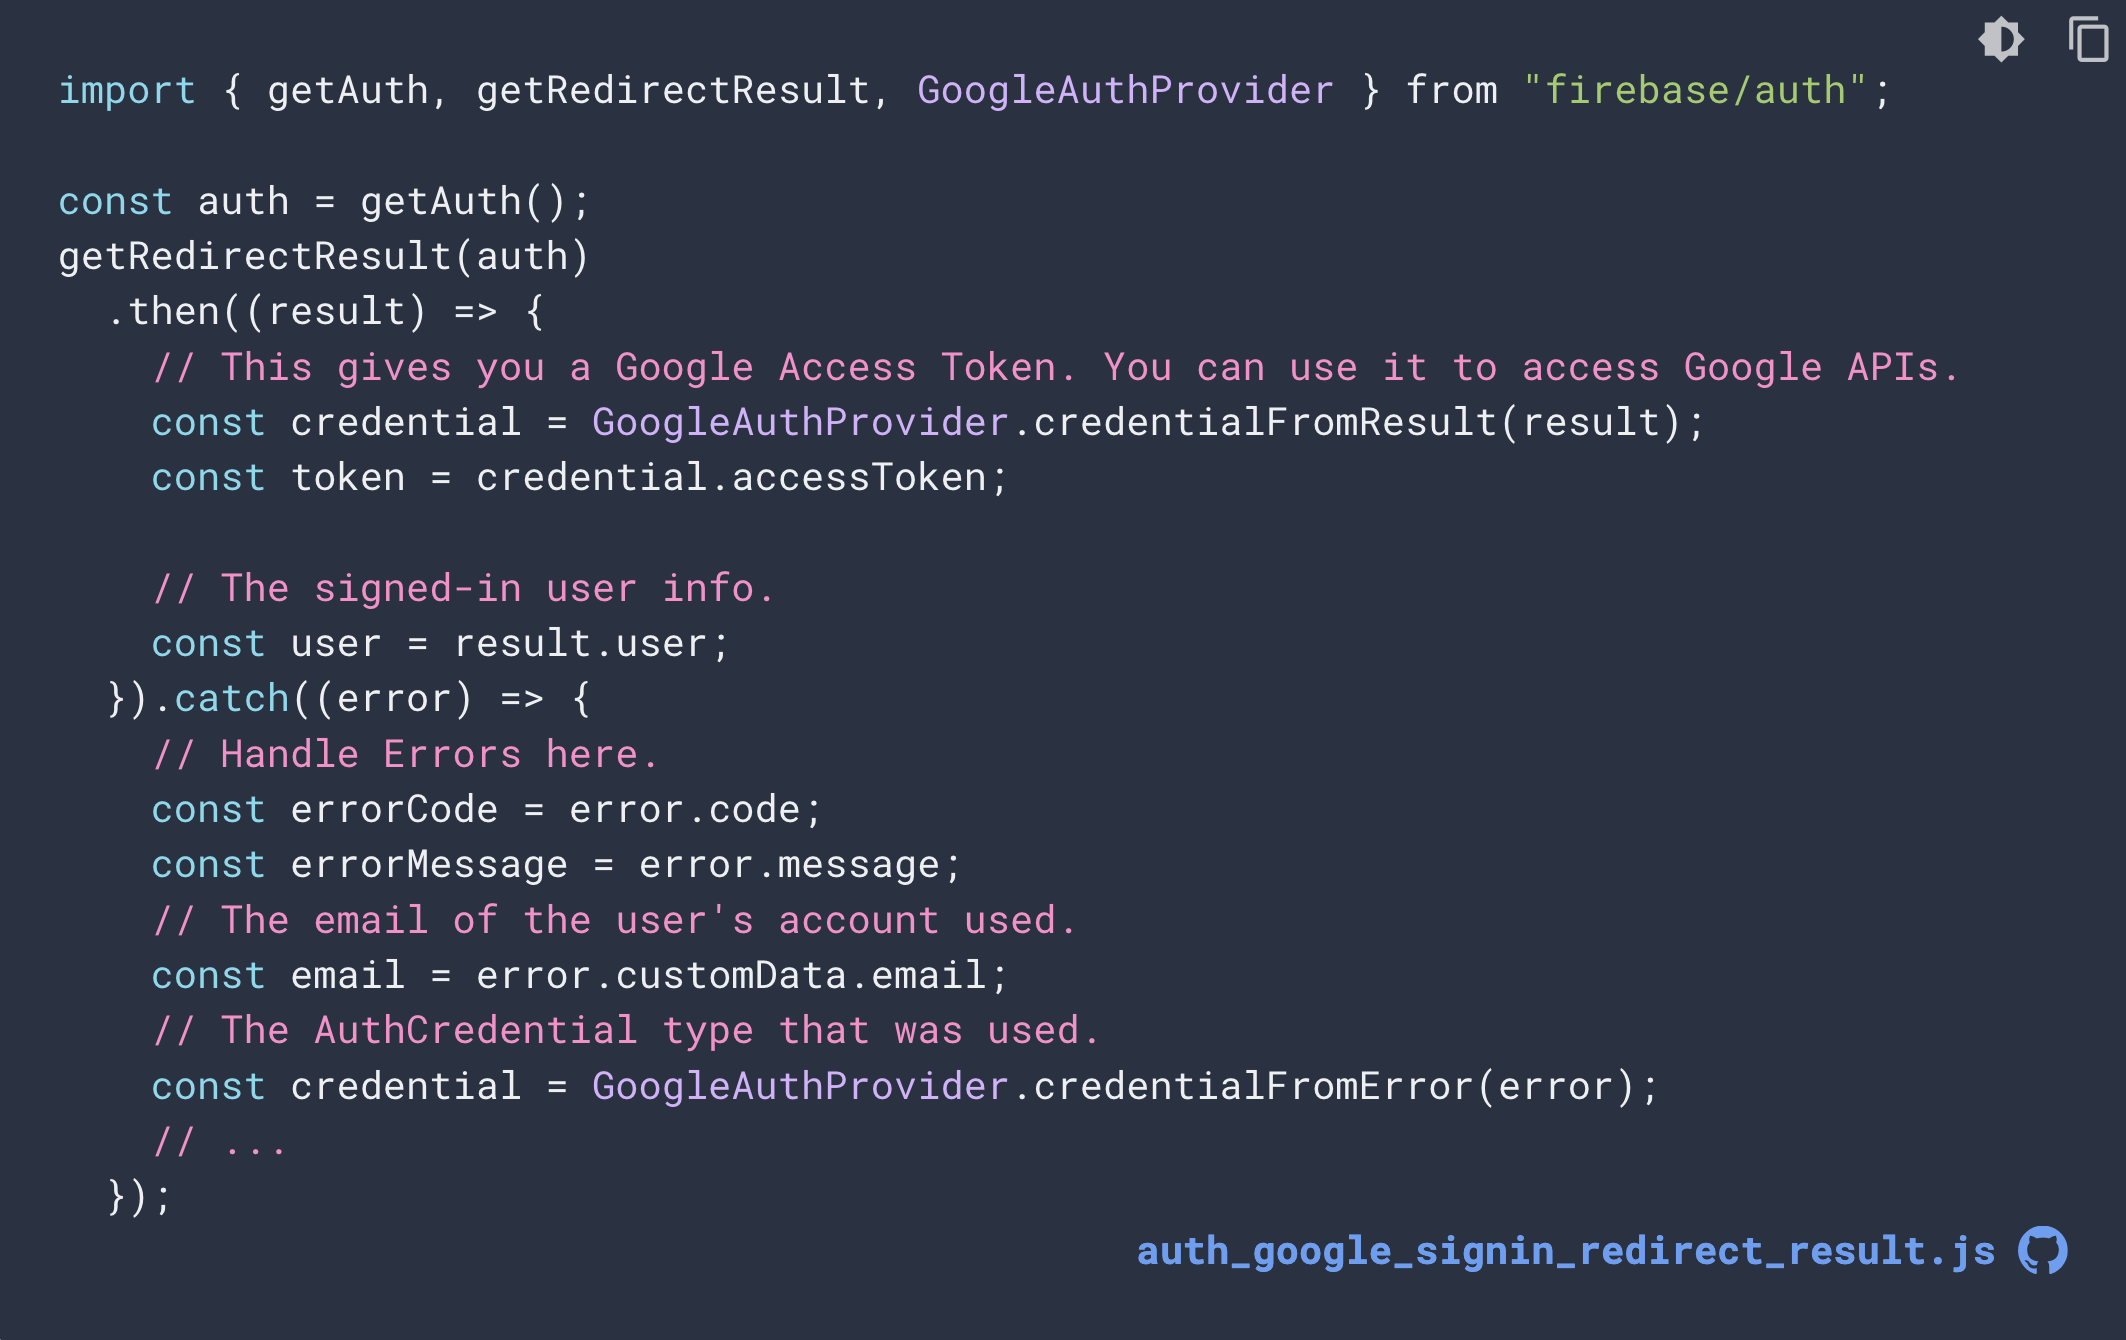 import { getAuth, getRedirectResult, GoogleAuthProvider } from "firebase/auth";

const auth = getAuth();
getRedirectResult(auth)
  .then((result) => {
    // This gives you a Google Access Token. You can use it to access Google APIs.
    const credential = GoogleAuthProvider.credentialFromResult(result);
    const token = credential.accessToken;

    // The signed-in user info.
    const user = result.user;
  }).catch((error) => {
    // Handle Errors here.
    const errorCode = error.code;
    const errorMessage = error.message;
    // The email of the user's account used.
    const email = error.customData.email;
    // The AuthCredential type that was used.
    const credential = GoogleAuthProvider.credentialFromError(error);
    // ...
  });
auth_google_signin_redirect_result.js